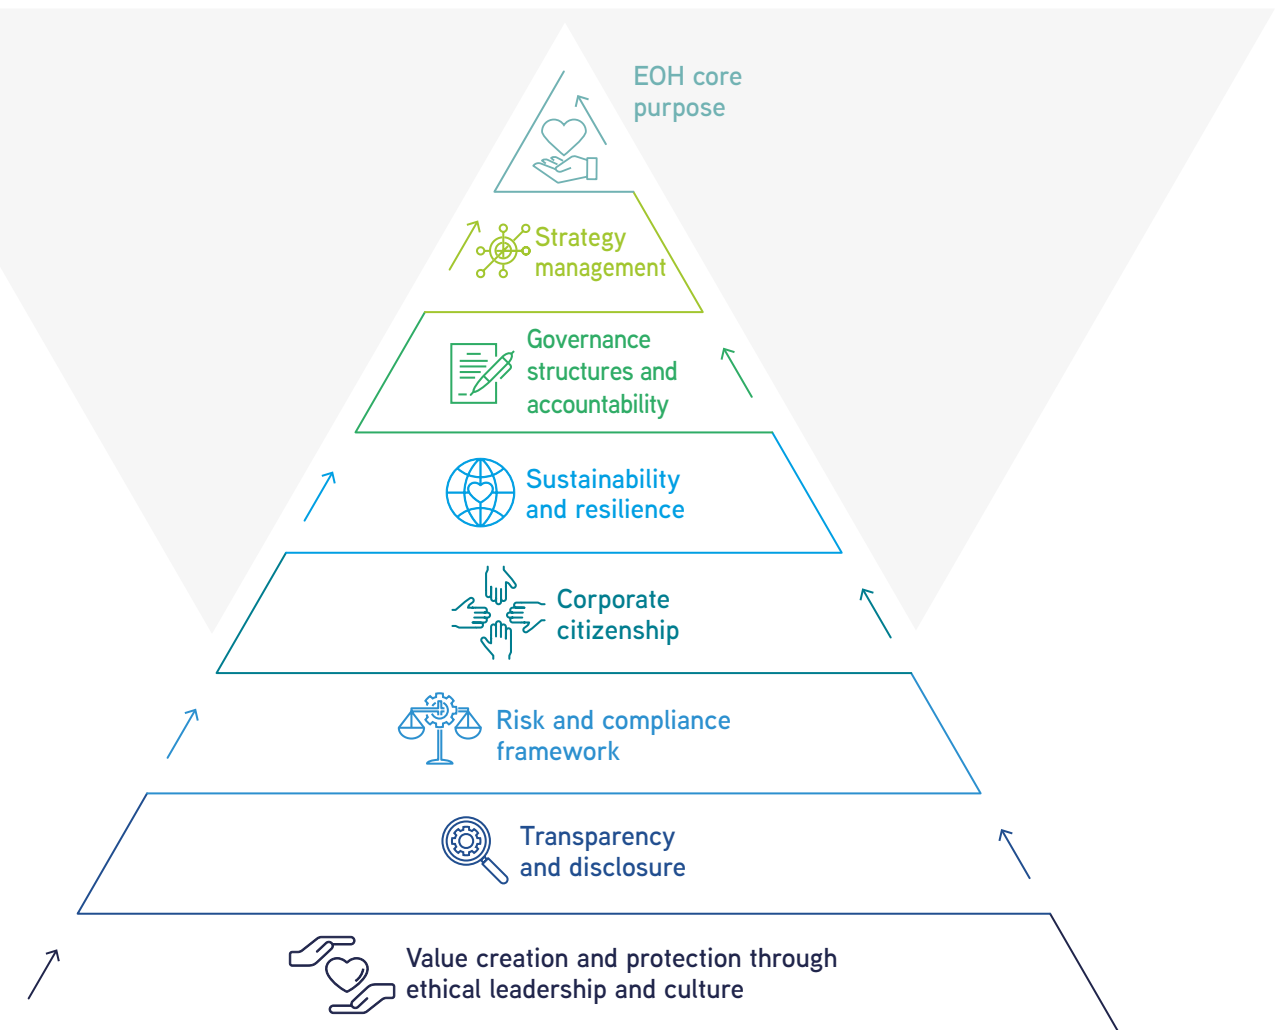 EOH core
purpose
Strategy
management
Governance
structures and
accountability
Sustainability
and resilience
Corporate
citizenship
Risk and compliance
framework
Transparency
and disclosure
Value creation and protection through
ethical leadership and culture